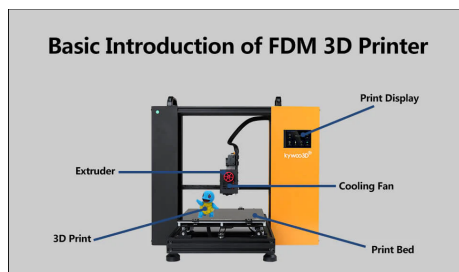 Basic Introduction of FDM 3D Printer
Print Display
Extruder
Cooling Fan
3D Print
Print Bed